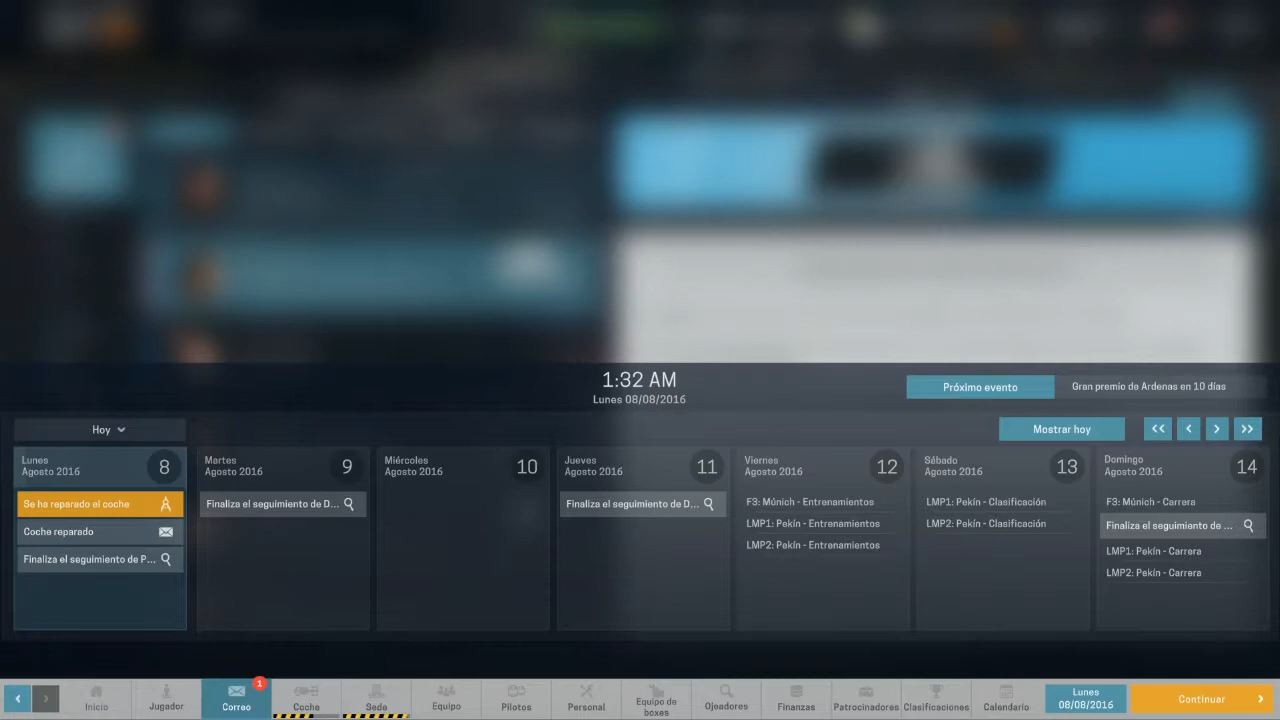 1:32 AM
Lunes 08/08/2016
Próximo evento
Gran premio de Ardenas en 10 días
Hoy
Mostrar hoy
Lunes
Agosto 2016
8
Se ha reparado el coche
Coche reparado
Finaliza el seguimiento de P...
Martes
Agosto 2016
9
Finaliza el seguimiento de D...
Miércoles
Agosto 2016
10
Jueves
Agosto 2016
11
Finaliza el seguimiento de D...
Viernes
Agosto 2016
12
F3: Múnich - Entrenamientos
LMP1: Pekín - Entrenamientos
LMP2: Pekín - Entrenamientos
Sábado
Agosto 2016
13
LMP1: Pekín - Clasificación
LMP2: Pekín - Clasificación
Domingo
Agosto 2016
14
F3: Múnich - Carrera
Finaliza el seguimiento de ...
LMP1: Pekín - Carrera
LMP2: Pekín - Carrera
Inicio
Jugador
1
Correo
Coche
Sede
Equipo
Pilotos
Personal
Equipo de
boxes
Ojeadores
Finanzas
Patrocinadores
Clasificaciones
Calendario
Lunes
08/08/2016
Continuar